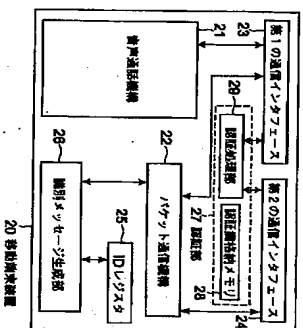 23
第1の通信インタフェース
21
音声通話機構
29
認証処理部
認証鍵格納メモリ
28
27 認証部
第2の通信インタフェース
24
22
パケット通信機構
25
IDレジスタ
26
識別メッセージ生成部
20 移動端末装置